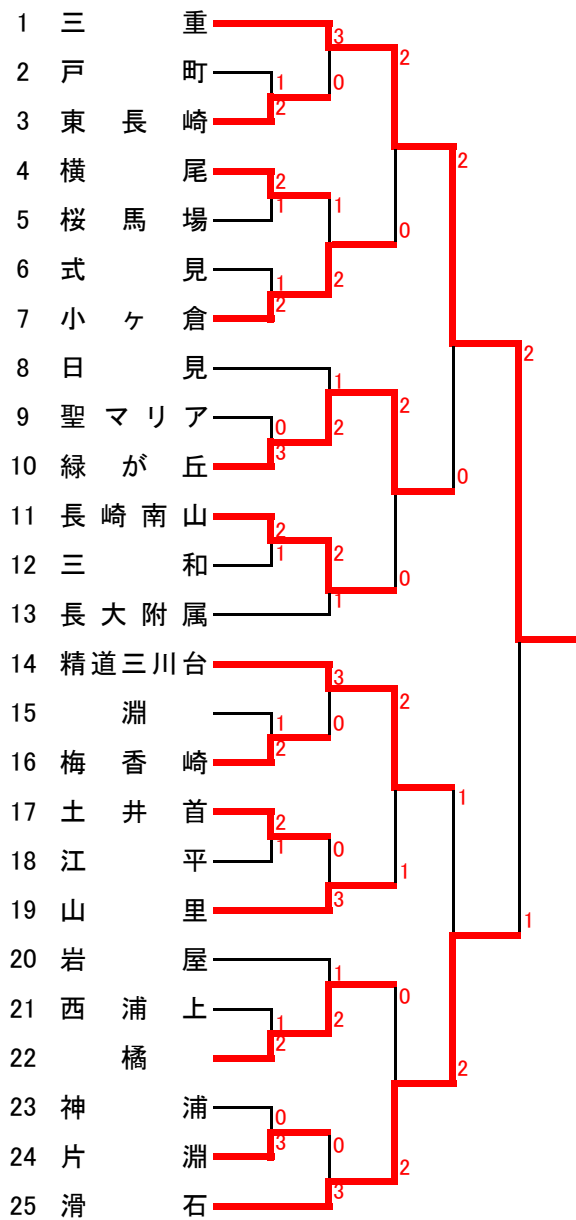 1 三重
2 戸町
3 東長崎
4 横尾
5 桜馬場
6 式見
7 小ヶ倉
8 日見
9 聖マリア
10 緑が丘
11 長崎南山
12 三和
13 長大附属
14 精道三川台
15 淵
16 梅香崎
17 土井首
18 江平
19 山里
20 岩屋
21 西浦上
22 橘
23 神浦
24 片淵
25 滑石
3
0
1
2
2
1
1
2
1
2
1
2
0
3
2
1
2
1
3
0
1
2
2
1
0
3
1
2
1
2
0
3
0
3
2
0
2
0
2
1
0
2
2
0
1
2
2
1